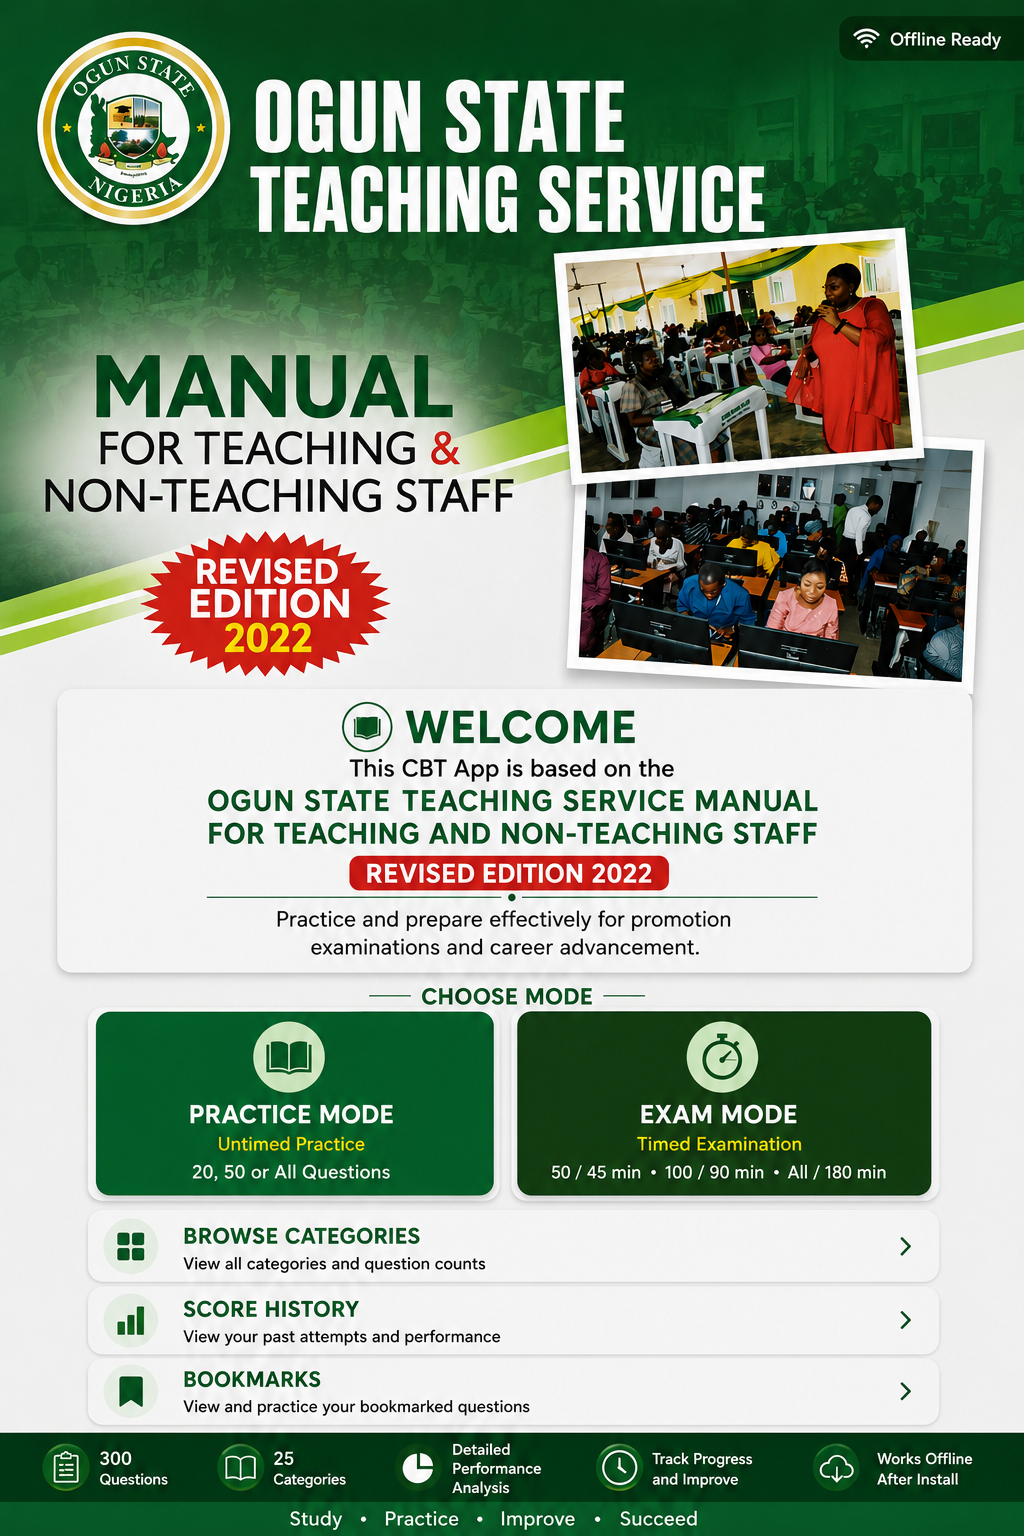 Offline Ready
OGUN STATE
NIGERIA
OGUN STATE
TEACHING SERVICE
MANUAL
FOR TEACHING &
NON-TEACHING STAFF
REVISED
EDITION
2022
WELCOME
This CBT App is based on the
OGUN STATE TEACHING SERVICE MANUAL
FOR TEACHING AND NON-TEACHING STAFF
REVISED EDITION 2022
Practice and prepare effectively for promotion
examinations and career advancement.
CHOOSE MODE
PRACTICE MODE
Untimed Practice
20, 50 or All Questions
EXAM MODE
Timed Examination
50 / 45 min • 100 / 90 min • All / 180 min
BROWSE CATEGORIES
View all categories and question counts
SCORE HISTORY
View your past attempts and performance
BOOKMARKS
View and practice your bookmarked questions
300
Questions
25
Categories
Detailed
Performance
Analysis
Track Progress
and Improve
Works Offline
After Install
Study • Practice • Improve • Succeed